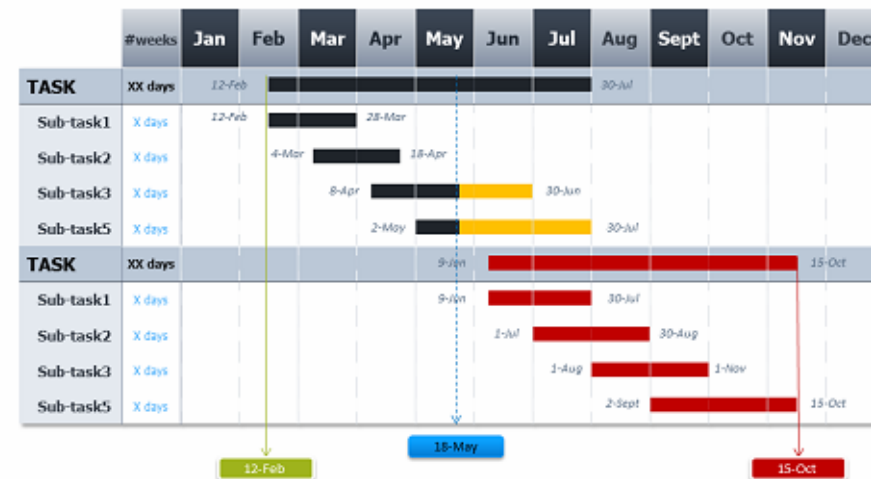 #weeks Jan Feb Mar Apr May Jun Jul Aug Sept Oct Nov Dec
TASK XX days 12-Feb 30-Jul
Sub-task1 X days 12-Feb 28-Mar
Sub-task2 X days 4-Mar 18-Apr
Sub-task3 X days 8-Apr 30-Jun
Sub-task5 X days 2-May 30-Jul
TASK XX days 9-Jun 15-Oct
Sub-task1 X days 9-Jun 30-Jul
Sub-task2 X days 1-Jul 30-Aug
Sub-task3 X days 1-Aug 1-Nov
Sub-task5 X days 2-Sept 15-Oct
18-May
12-Feb 15-Oct